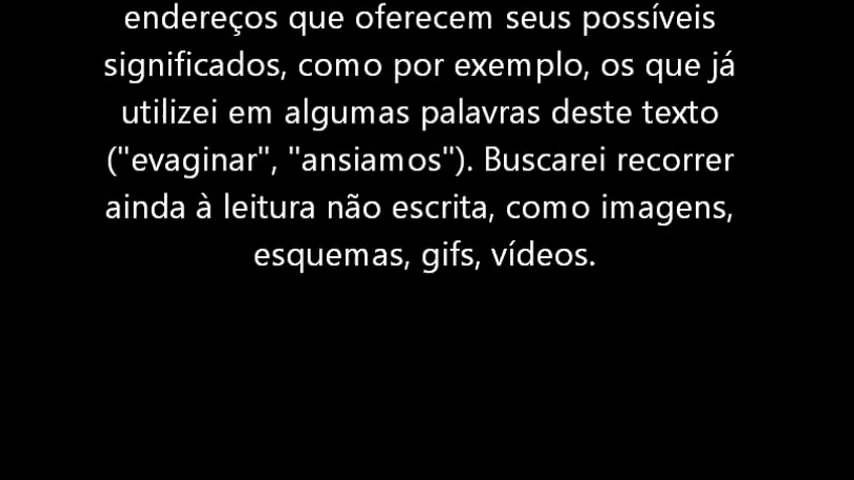 endereços que oferecem seus possíveis
significados, como por exemplo, os que já
utilizei em algumas palavras deste texto
("evaginar", "ansiamos"). Buscarei recorrer
ainda à leitura não escrita, como imagens,
esquemas, gifs, vídeos.